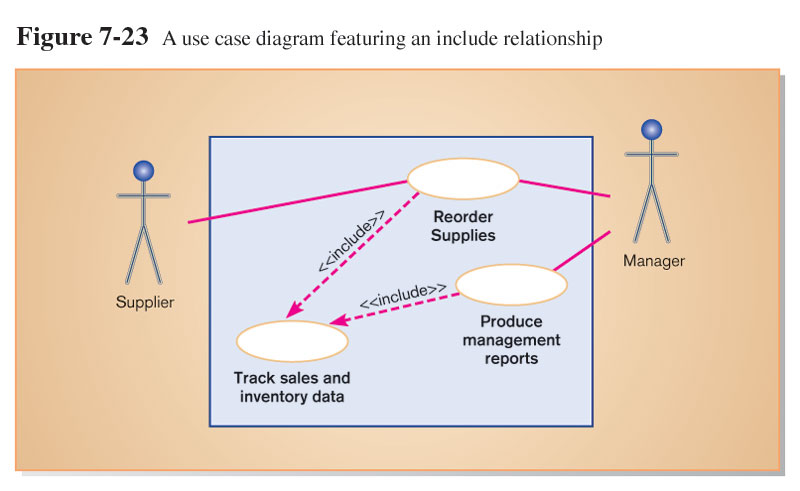 Figure 7-23 A use case diagram featuring an include relationship
Supplier
Manager
Reorder
Supplies
<<include>>
<<include>>
Produce
management
reports
Track sales and
inventory data